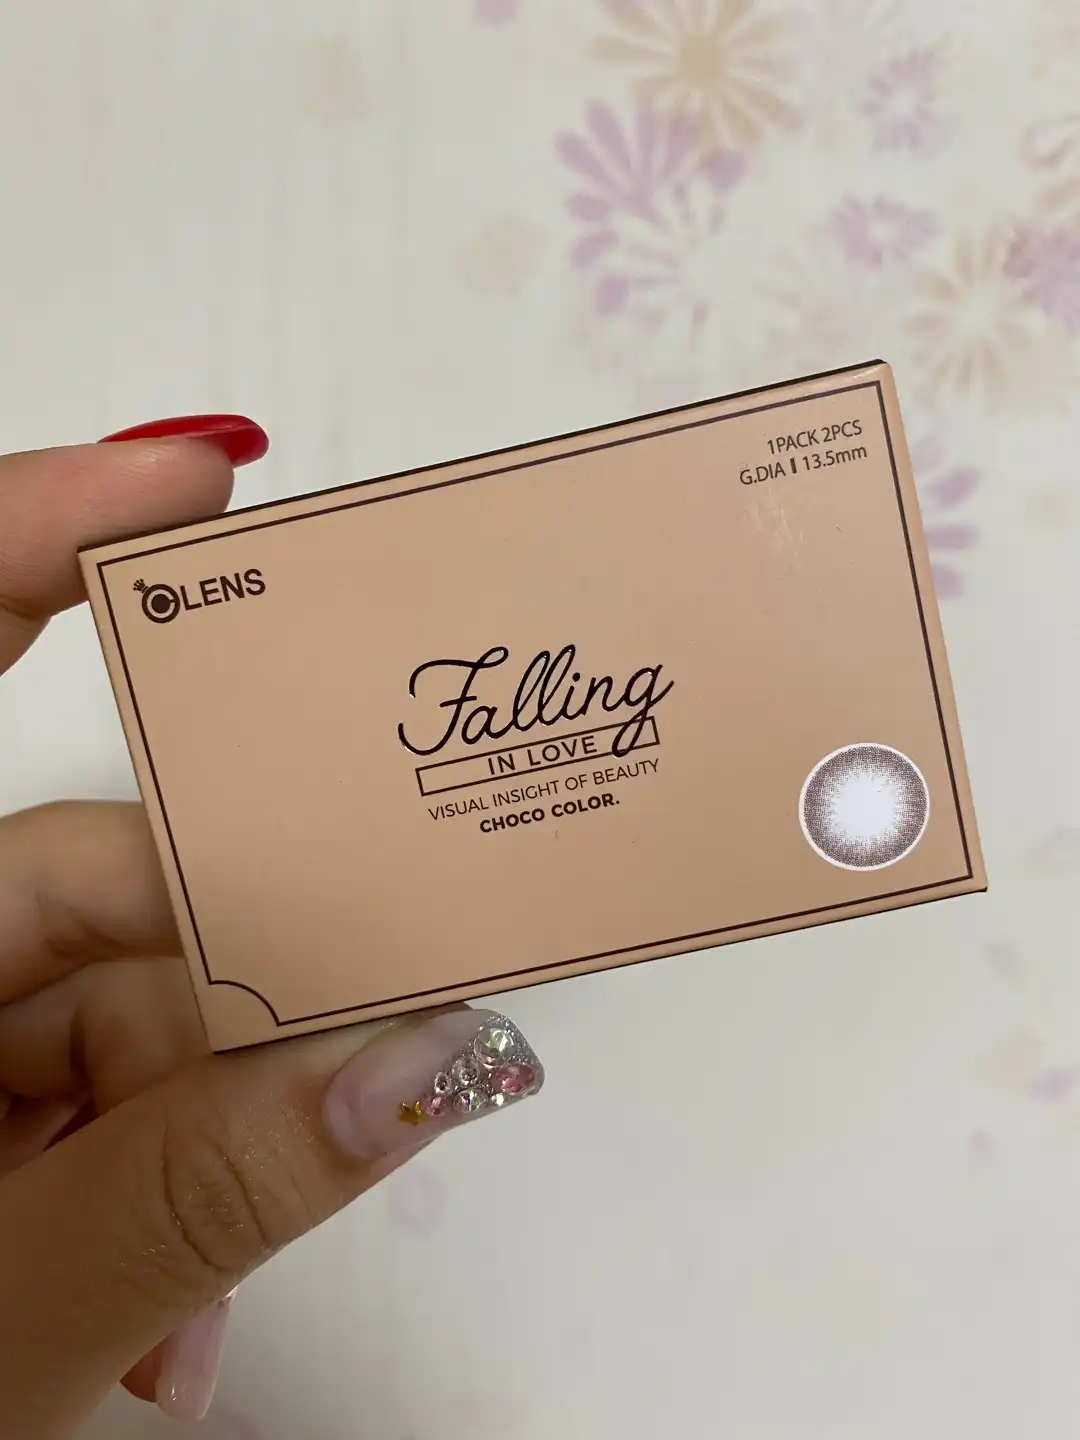 1PACK 2PCS
G.DIA | 13.5mm
OLENS
Falling
IN LOVE
VISUAL INSIGHT OF BEAUTY
CHOCO COLOR.